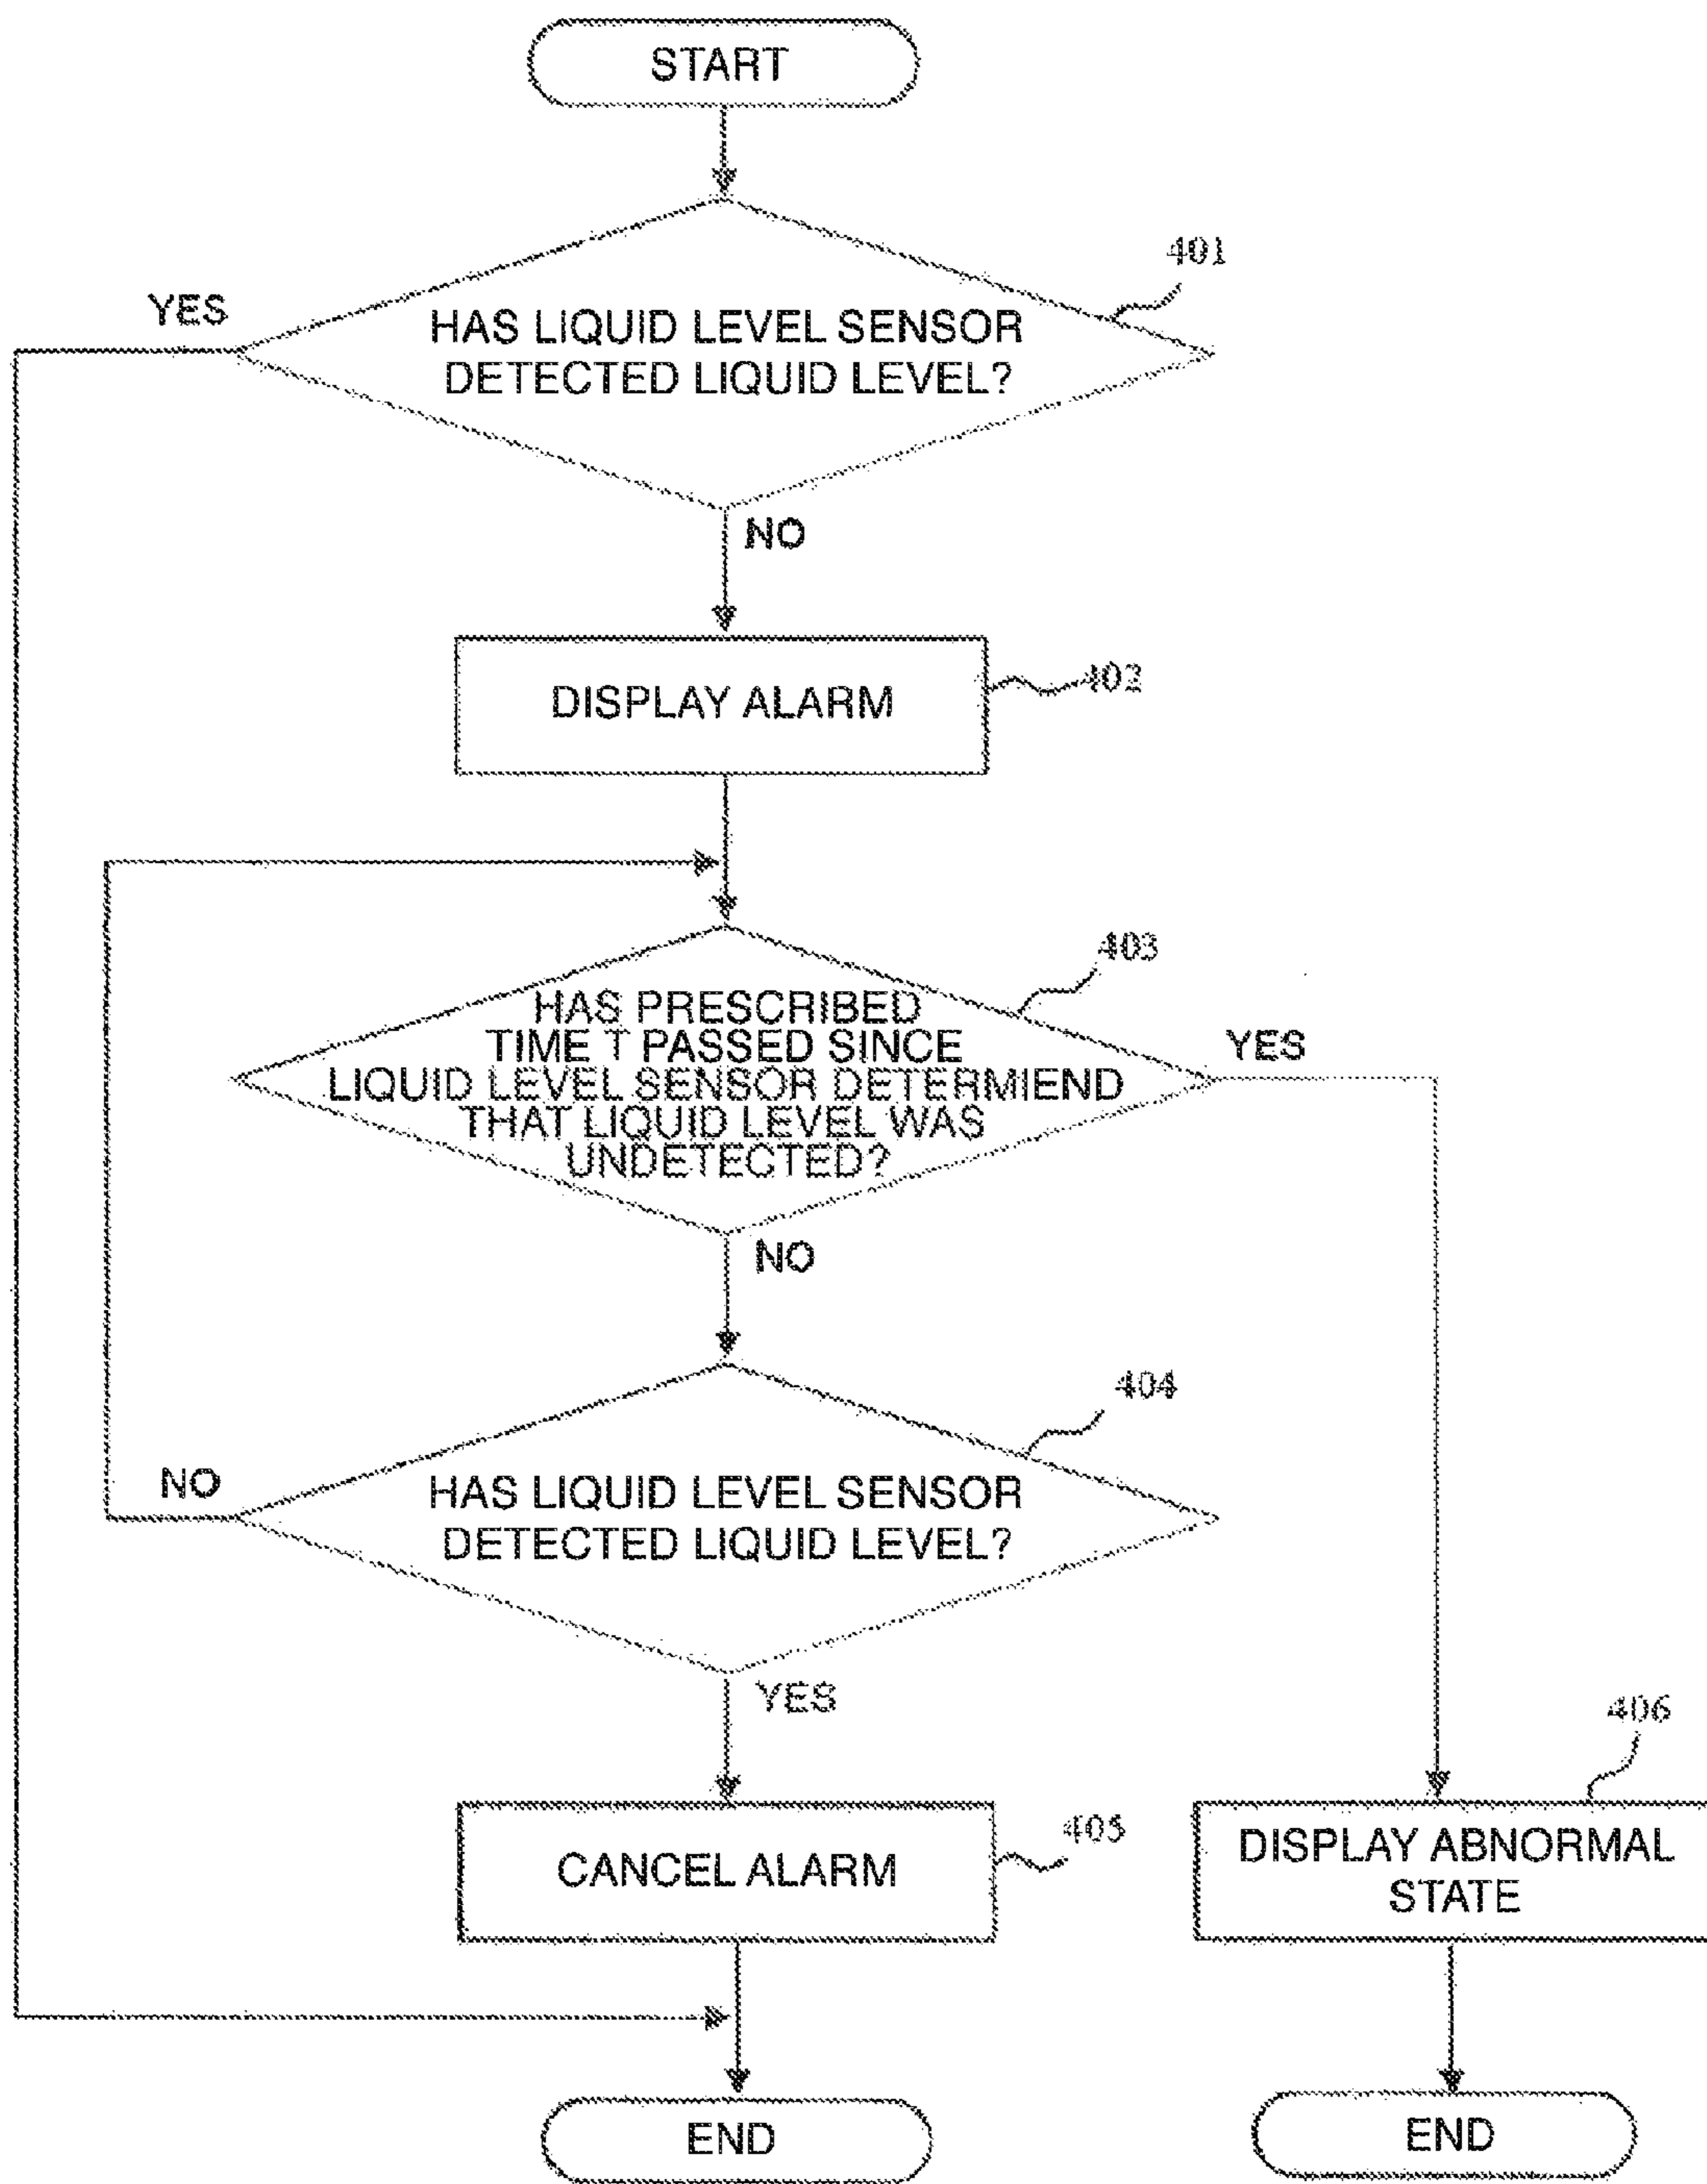 START
401
YES
HAS LIQUID LEVEL SENSOR
DETECTED LIQUID LEVEL?
NO
DISPLAY ALARM
402
403
HAS PRESCRIBED
TIME T PASSED SINCE
LIQUID LEVEL SENSOR DETERMIEND
THAT LIQUID LEVEL WAS
UNDETECTED?
YES
NO
404
NO
HAS LIQUID LEVEL SENSOR
DETECTED LIQUID LEVEL?
YES
406
CANCEL ALARM
405
DISPLAY ABNORMAL
STATE
END
END